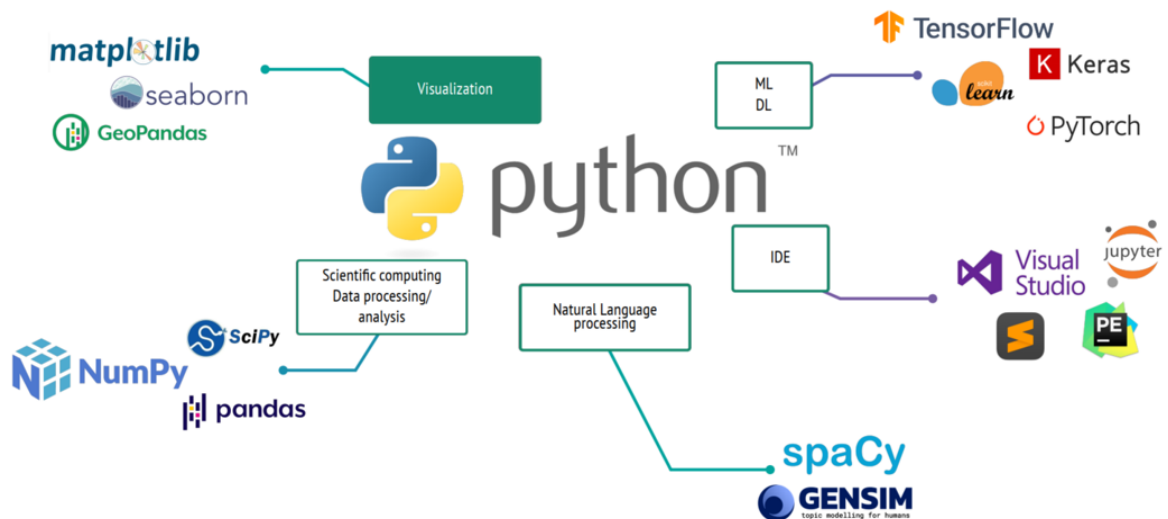 matplotlib
seaborn
GeoPandas
Visualization
ML
DL
TensorFlow
Keras
scikit
learn
PyTorch
python
TM
Scientific computing
Data processing/
analysis
SciPy
NumPy
pandas
Natural Language
processing
IDE
Visual
Studio
jupyter
PE
spaCy
GENSIM
topic modelling for humans